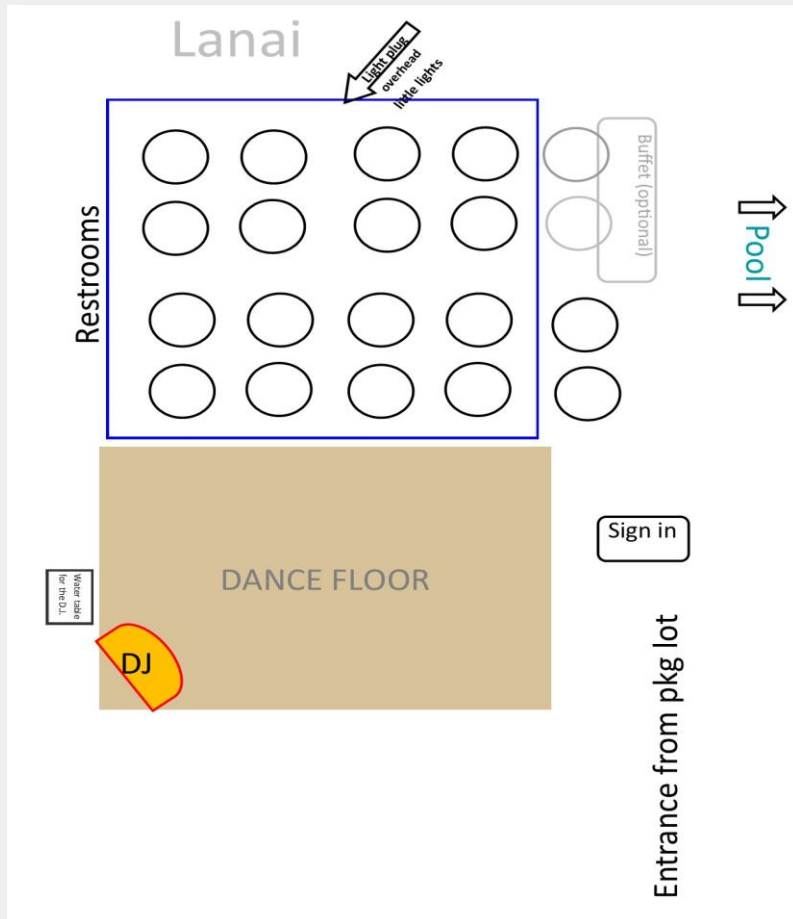 Lanai
Light plug
overhead
little lights
Restrooms
Buffet (optional)
Pool
Sign in
DANCE FLOOR
Water table
for the D.J.
DJ
Entrance from pkg lot